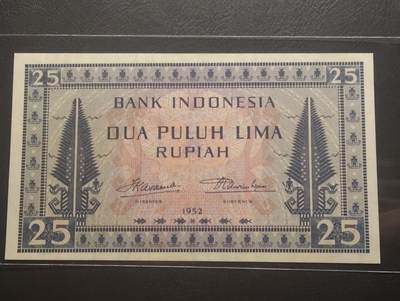 25 25
BANK INDONESIA
DUA PULUH LIMA
RUPIAH
1952
25 25